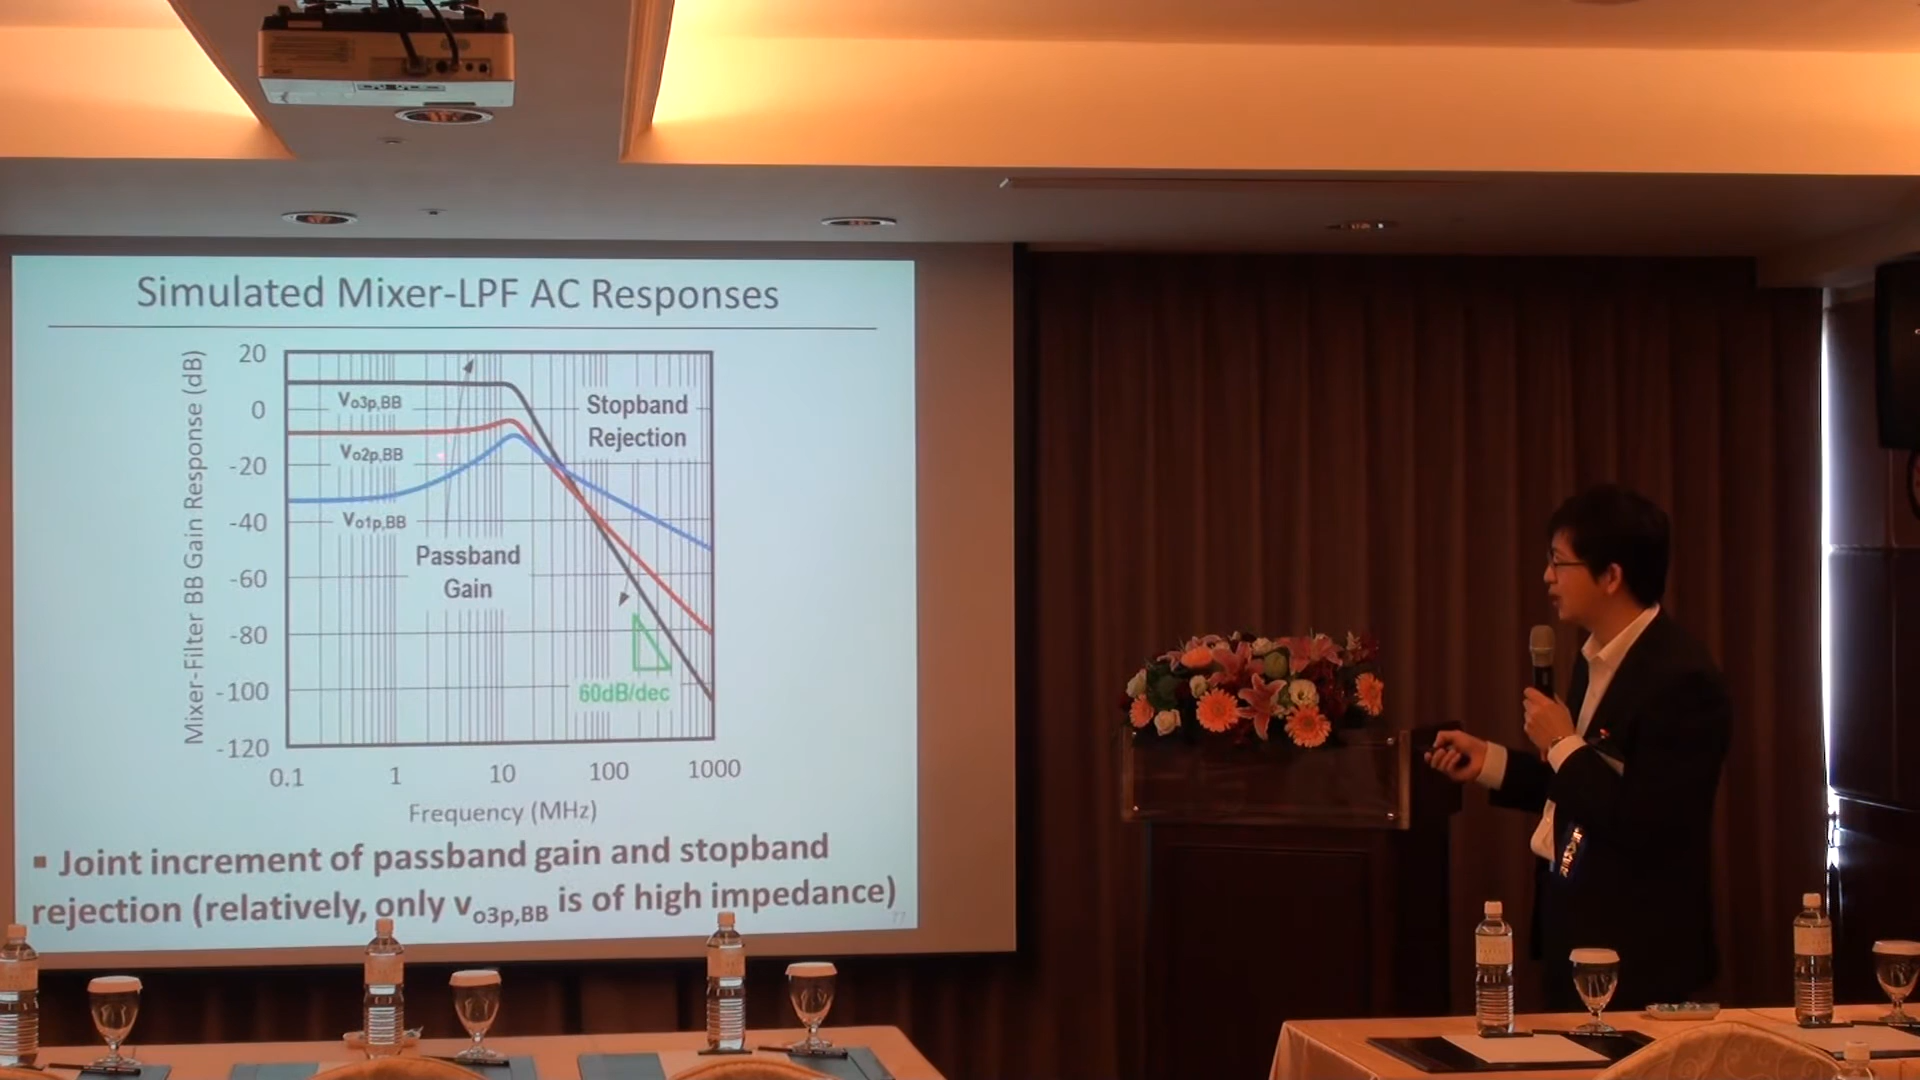 Simulated Mixer-LPF AC Responses
Mixer-Filter BB Gain Response (dB)
20
0
-20
-40
-60
-80
-100
-120
Vo3p,BB
Vo2p,BB
Vo1p,BB
Stopband
Rejection
Passband
Gain
60dB/dec
0.1 1 10 100 1000
Frequency (MHz)
▪ Joint increment of passband gain and stopband
rejection (relatively, only vo3p,BB is of high impedance)
77